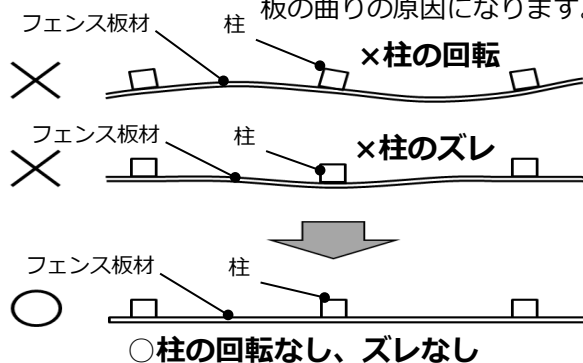 板の曲りの原因になります。
フェンス板材 柱 ×柱の回転
フェンス板材 柱 ×柱のズレ
フェンス板材 柱
○柱の回転なし、ズレなし